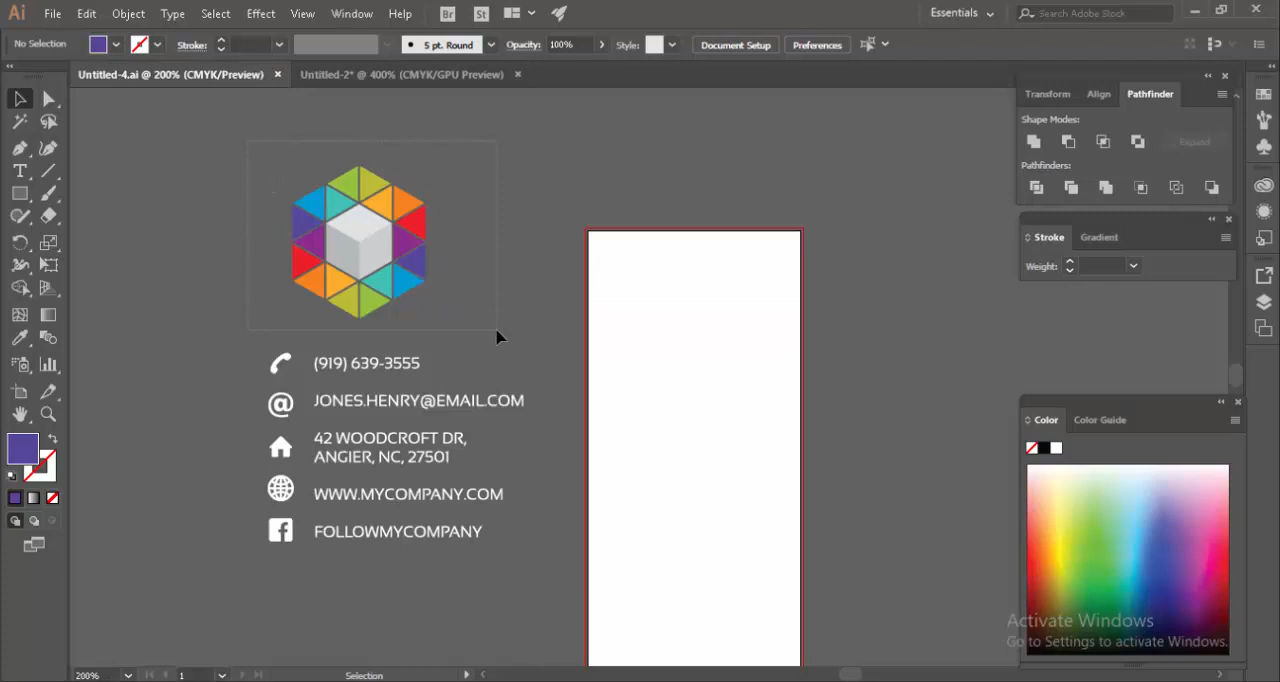 Ai File Edit Object Type Select Effect View Window Help Br St Essentials Search Adobe Stock
No Selection Stroke: 5 pt. Round Opacity: 100% Style: Document Setup Preferences
Untitled-4.ai @ 200% (CMYK/Preview) × Untitled-2* @ 400% (CMYK/GPU Preview) ×
Transform Align Pathfinder
Shape Modes:
Expand
Pathfinders:
Stroke Gradient
Weight:
(919) 639-3555
JONES.HENRY@EMAIL.COM
42 WOODCROFT DR,
ANGIER, NC, 27501
WWW.MYCOMPANY.COM
FOLLOWMYCOMPANY
Color Color Guide
Activate Windows
Go to Settings to activate Windows.
200% 1 Selection